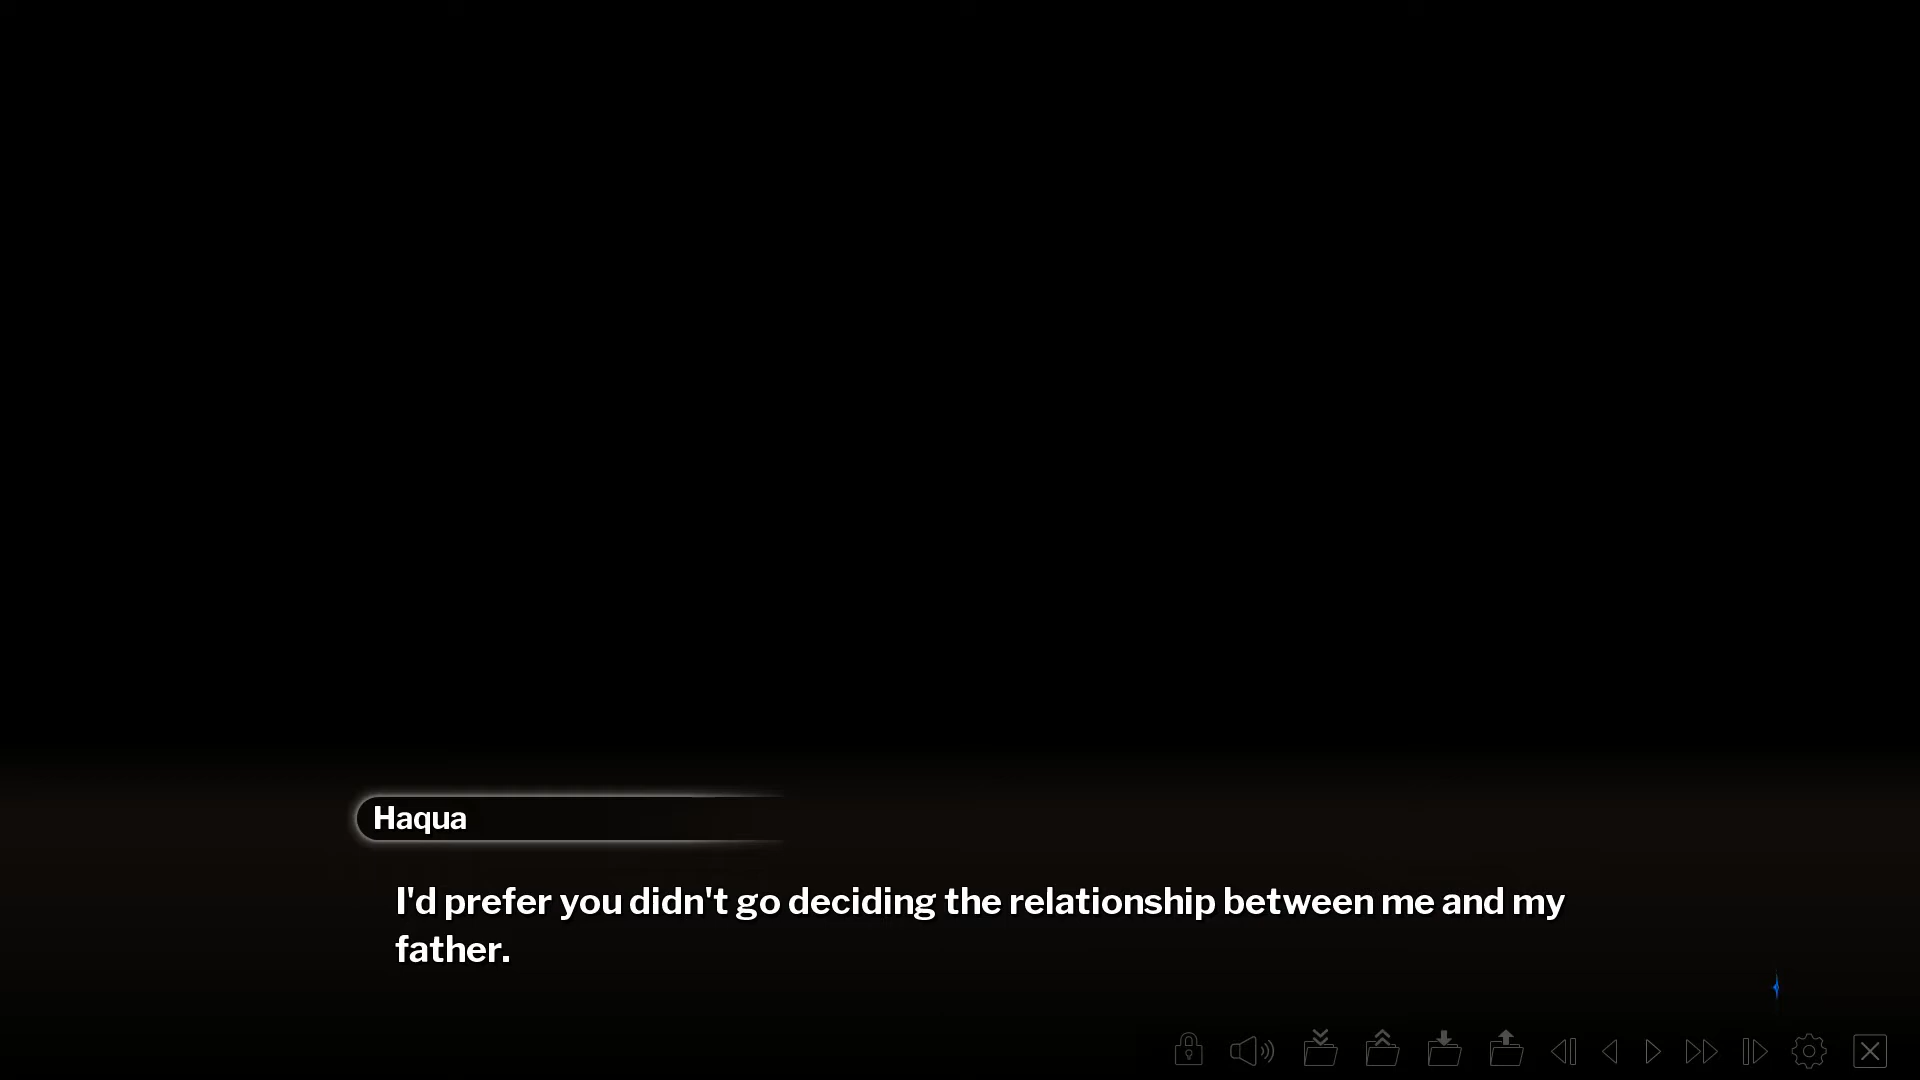 Haqua
I'd prefer you didn't go deciding the relationship between me and my
father.